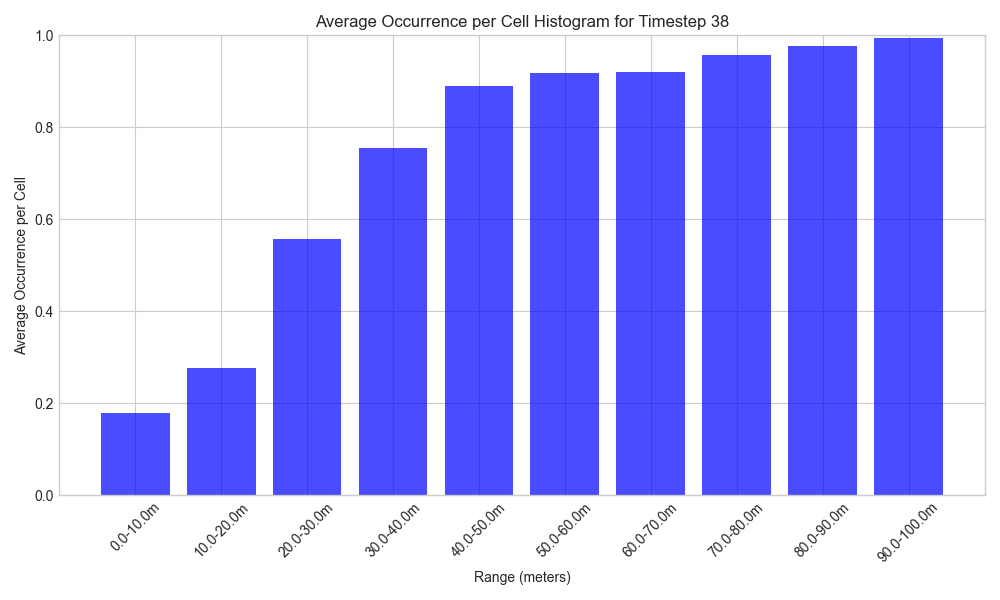 Average Occurrence per Cell Histogram for Timestep 38
Average Occurrence per Cell
1.0
0.8
0.6
0.4
0.2
0.0
0.0-10.0m
10.0-20.0m
20.0-30.0m
30.0-40.0m
40.0-50.0m
50.0-60.0m
60.0-70.0m
70.0-80.0m
80.0-90.0m
90.0-100.0m
Range (meters)